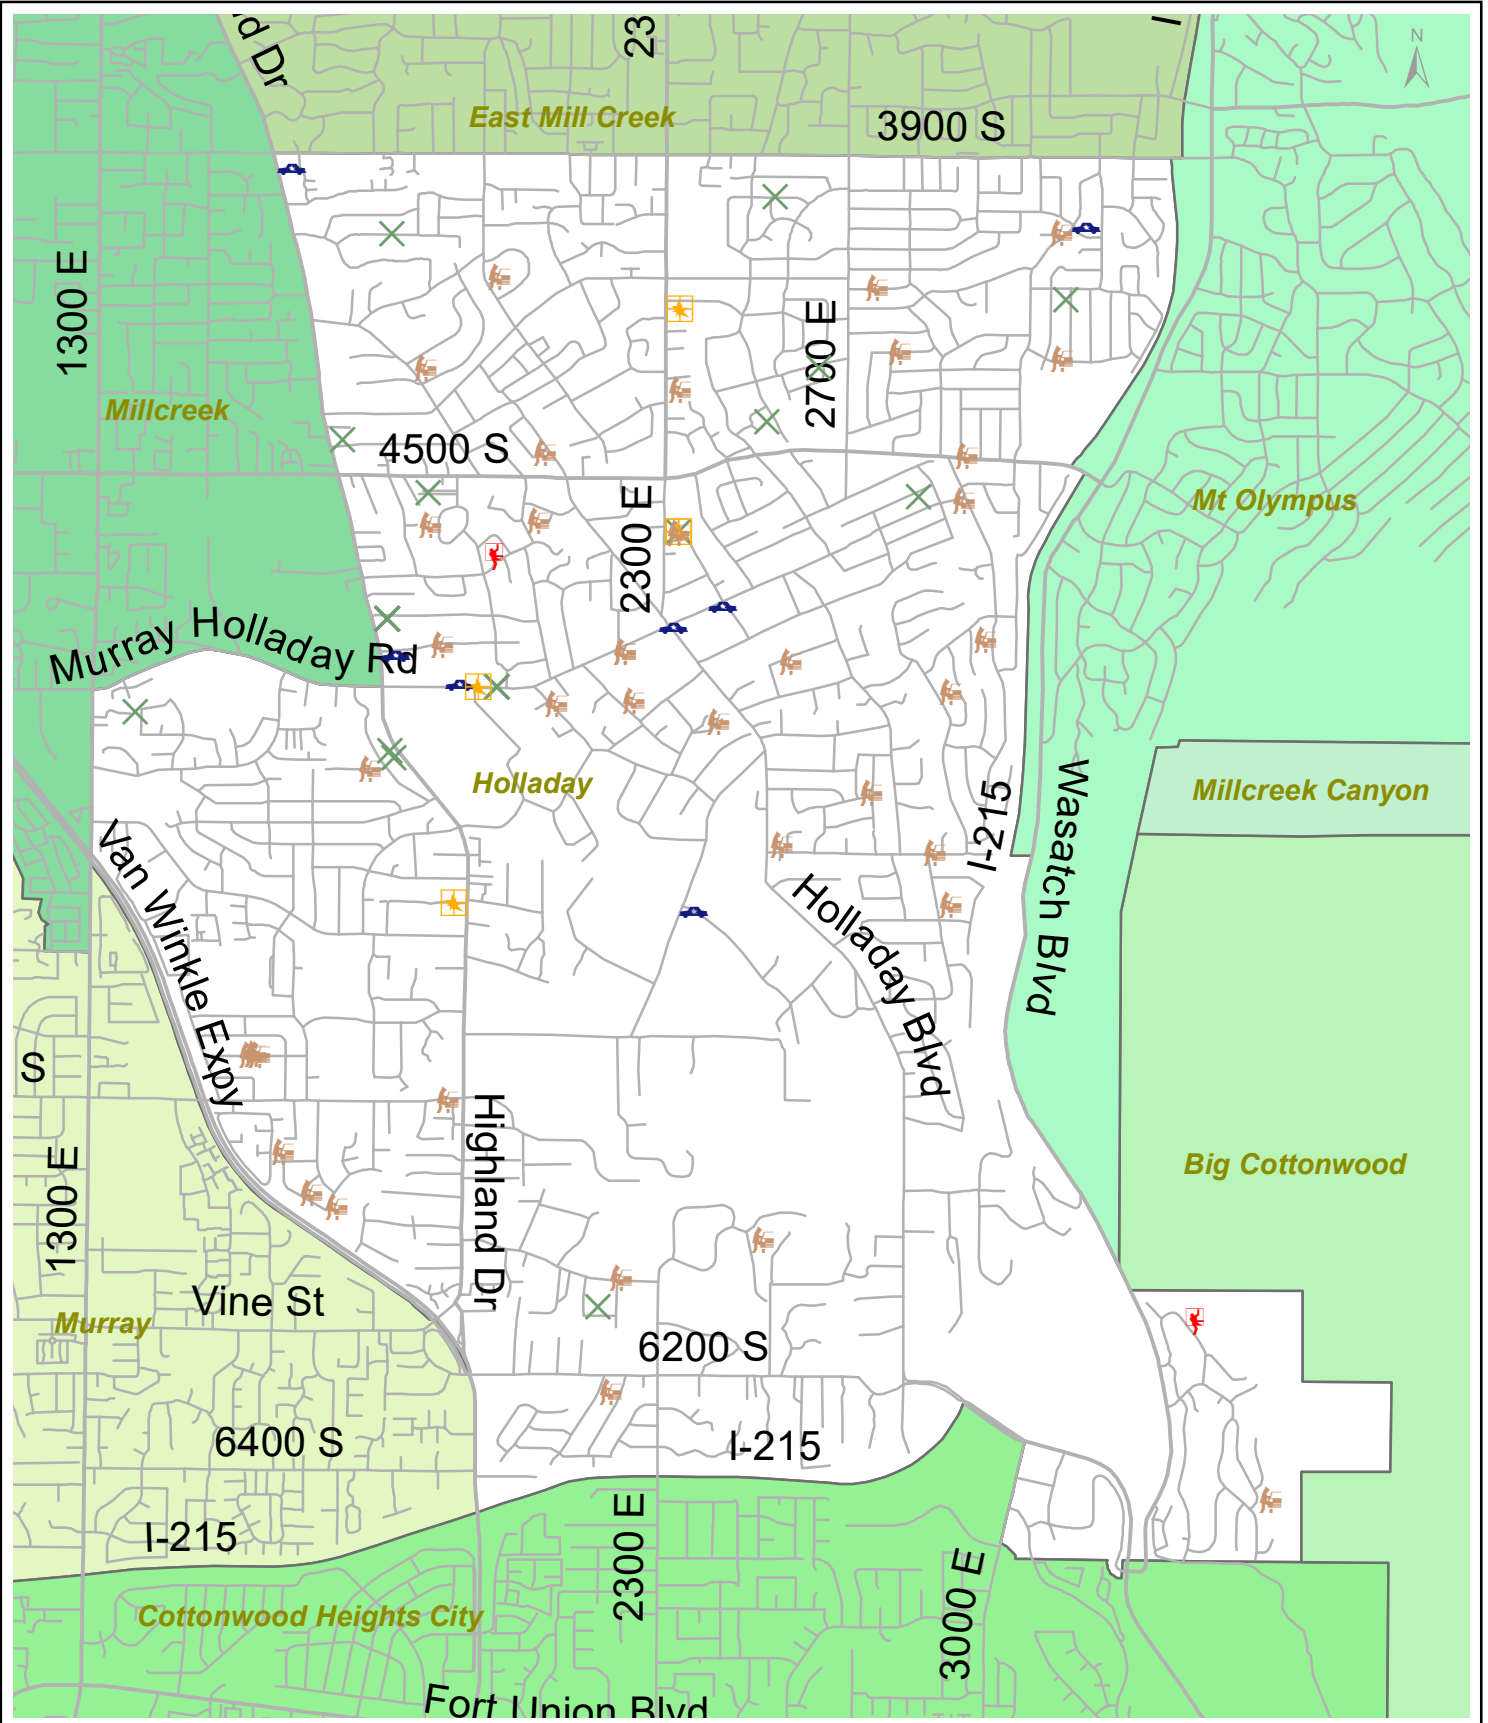 nd Dr
23
I
N
East Mill Creek
3900 S
1300 E
2700 E
Millcreek
4500 S
Mt Olympus
2300 E
Murray Holladay Rd
Holladay
Millcreek Canyon
I-215
Wasatch Blvd
Van Winkle Expy
Holladay Blvd
S
Highland Dr
1300 E
Big Cottonwood
Vine St
Murray
6200 S
6400 S
I-215
I-215
2300 E
3000 E
Cottonwood Heights City
Fort Union Blvd